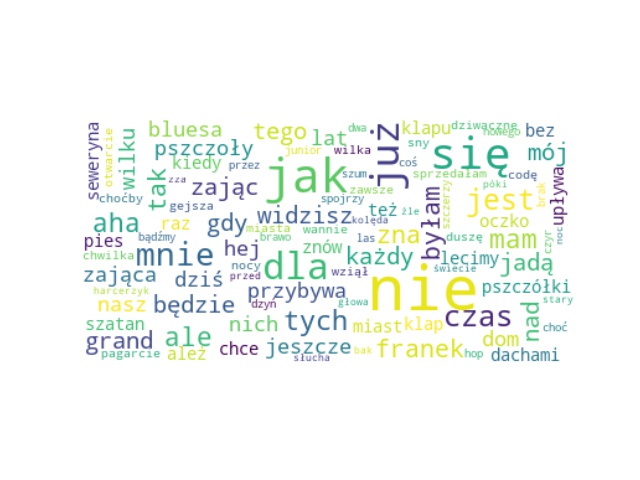 seweryna
otwarcie
wilku
bluesa
tego
lat
dwa
już
klapu
dziwaczne
nowego
bez
pszczoły
junior
wilka
sny
się
mój
kiedy
przez
jak
szum
coś
sprzedałam
codę
choćby
tak
zza
zając
zawsze
byłam
szczerzy
póki
jest
brak
upływa
gejsza
spojrzy
aha
raz
gdy
widzisz
kolęda
też
źle
oczko
miasta
wannie
zna
duszę
mam
czyr
noc
pies
bądźmy
mnie
hej
brawo
znów
las
każdy
lecimy
jadą
chwilka
nocy
dla
wziął
nie
świecie
zająca
dziś
przed
pszczółki
harcerzyk
przybywa
nasz
będzie
dzyń
głowa
czas
nad
stary
szatan
ale
nich
tych
miast
klap
dom
choć
grand
chce
jeszcze
franek
dachami
pagarcie
ależ
słucha
bak
hop